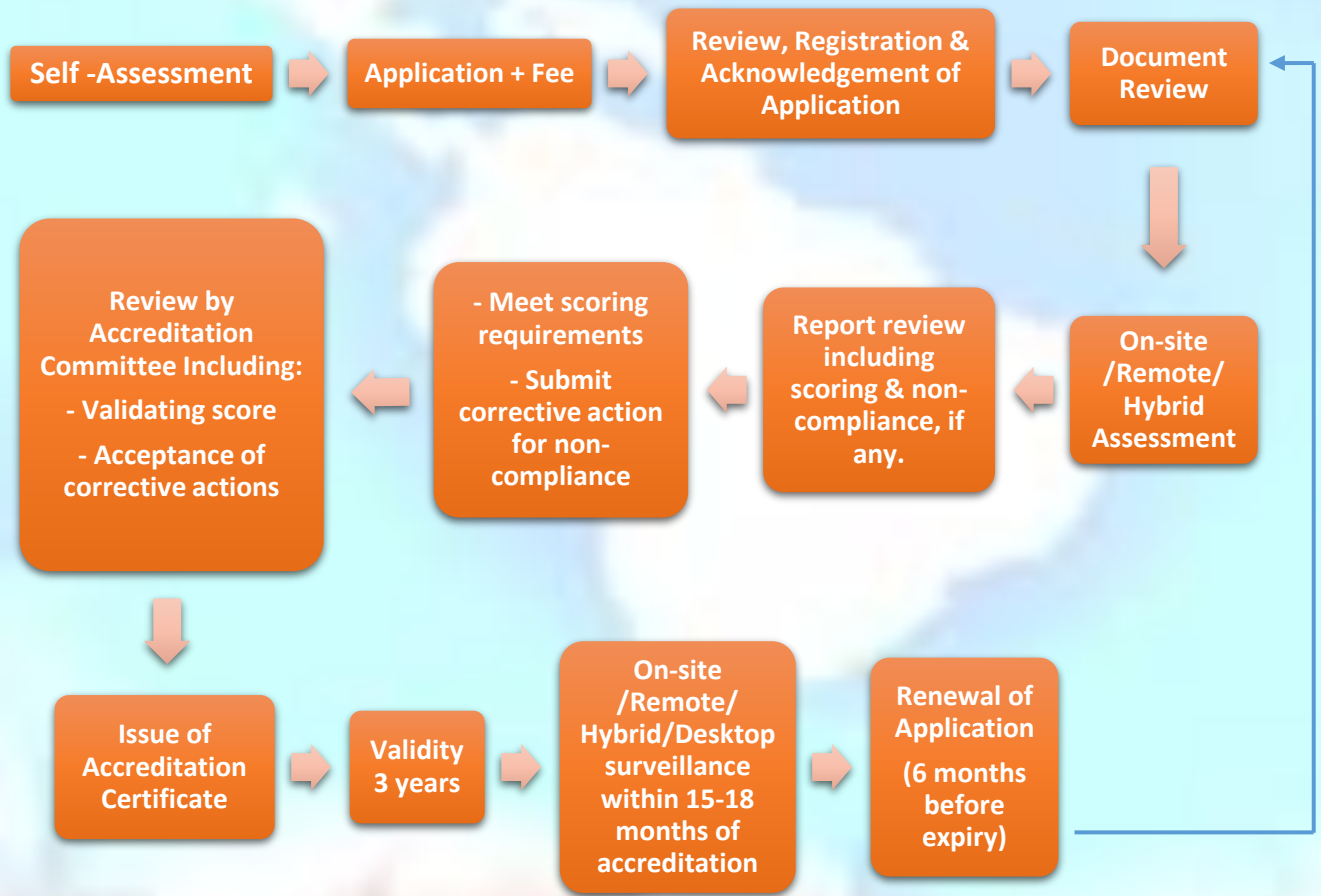 Self -Assessment
Application + Fee
Review, Registration &
Acknowledgement of
Application
Document
Review
On-site
/Remote/
Hybrid
Assessment
Report review
including
scoring & non-
compliance, if
any.
- Meet scoring
requirements
- Submit
corrective action
for non-
compliance
Review by
Accreditation
Committee Including:
- Validating score
- Acceptance of
corrective actions
Issue of
Accreditation
Certificate
Validity
3 years
On-site
/Remote/
Hybrid/Desktop
surveillance
within 15-18
months of
accreditation
Renewal of
Application
(6 months
before
expiry)